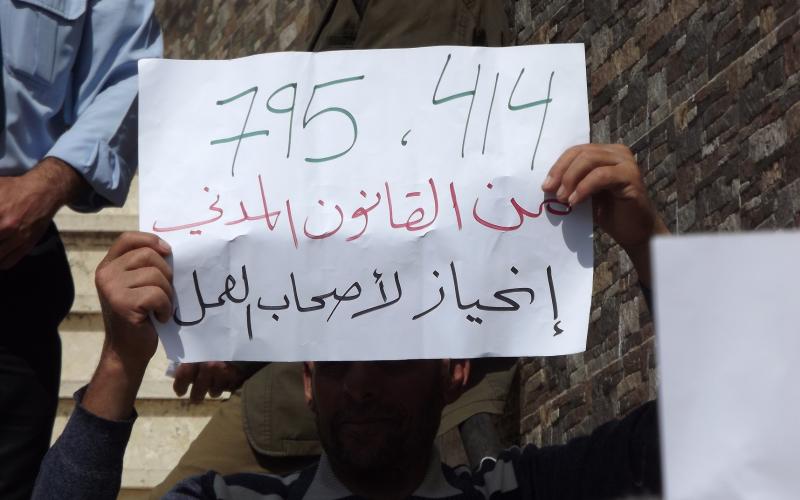 414 ، 795
من القانون المدني
إنحياز لأصحاب العمل